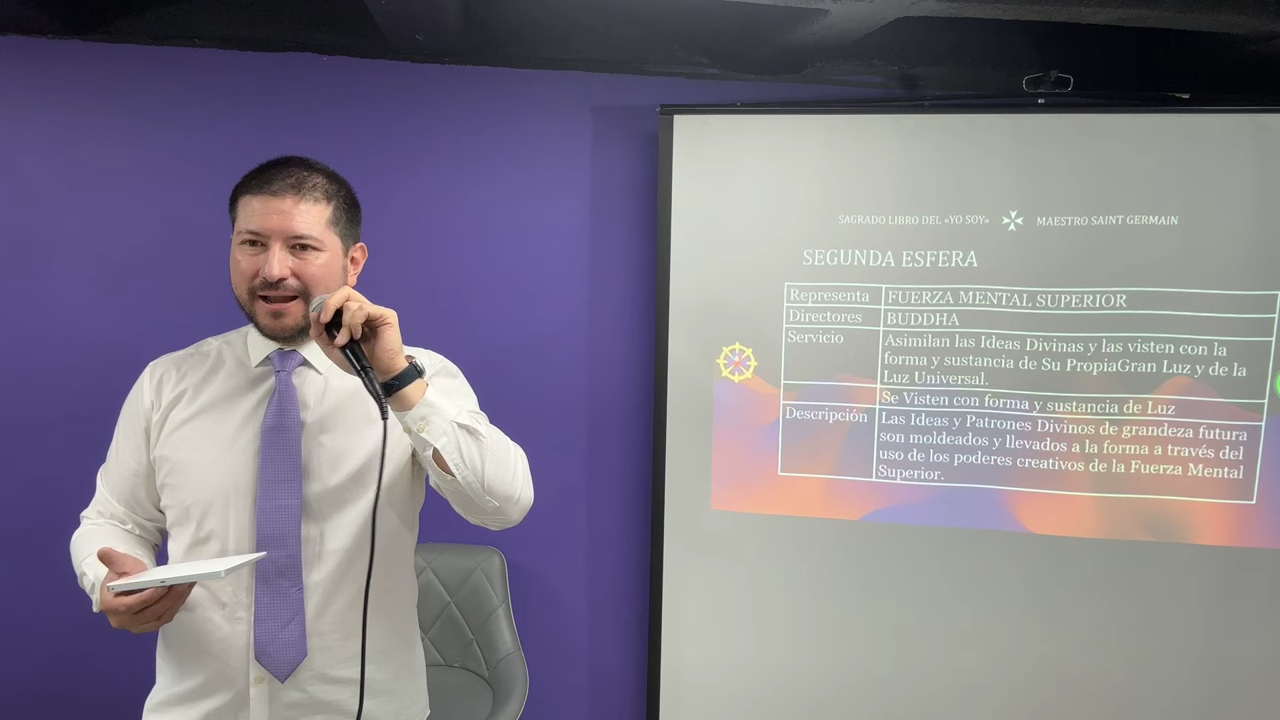 SAGRADO LIBRO DEL «YO SOY» MAESTRO SAINT GERMAIN
SEGUNDA ESFERA
Representa FUERZA MENTAL SUPERIOR
Directores BUDDHA
Servicio Asimilan las Ideas Divinas y las visten con la
forma y sustancia de Su PropiaGran Luz y de la
Luz Universal.
Se Visten con forma y sustancia de Luz
Descripción Las Ideas y Patrones Divinos de grandeza futura
son moldeados y llevados a la forma a través del
uso de los poderes creativos de la Fuerza Mental
Superior.